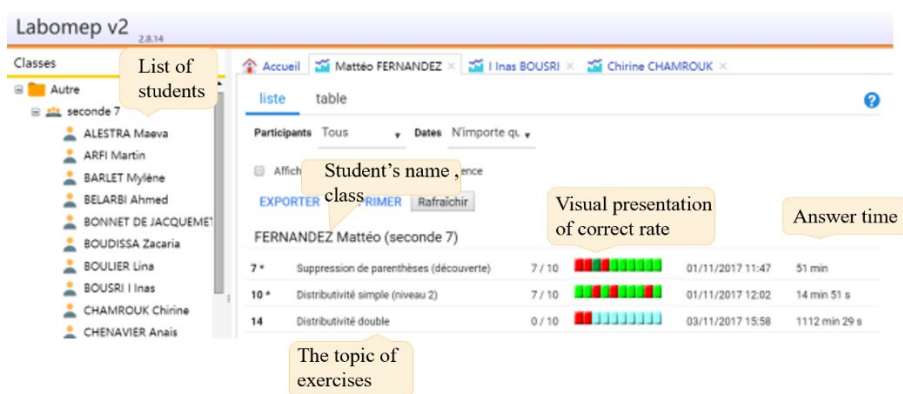 Labomep v2 2.8.14
Classes
List of
students
Autre
seconde 7
ALESTRA Maeva
ARFI Martin
BARLET Mylène
BELARBI Ahmed
BONNET DE JACQUEMET
BOUDISSA Zacaria
BOULIER Lina
BOUSRI I Inas
CHAMROUK Chirine
CHENAVIER Anais
Accueil Mattéo FERNANDEZ × I Inas BOUSRI × Chirine CHAMROUK ×
liste table ?
Participants Tous Dates N'importe qu
Affich ence
Student's name ,
class
EXPORTER PRIMER Rafraîchir
Visual presentation
of correct rate
Answer time
FERNANDEZ Mattéo (seconde 7)
7 * Suppression de parenthèses (découverte) 7 / 10 01/11/2017 11:47 51 min
10 * Distributivité simple (niveau 2) 7 / 10 01/11/2017 12:02 14 min 51 s
14 Distributivité double 0 / 10 03/11/2017 15:58 1112 min 29 s
The topic of
exercises